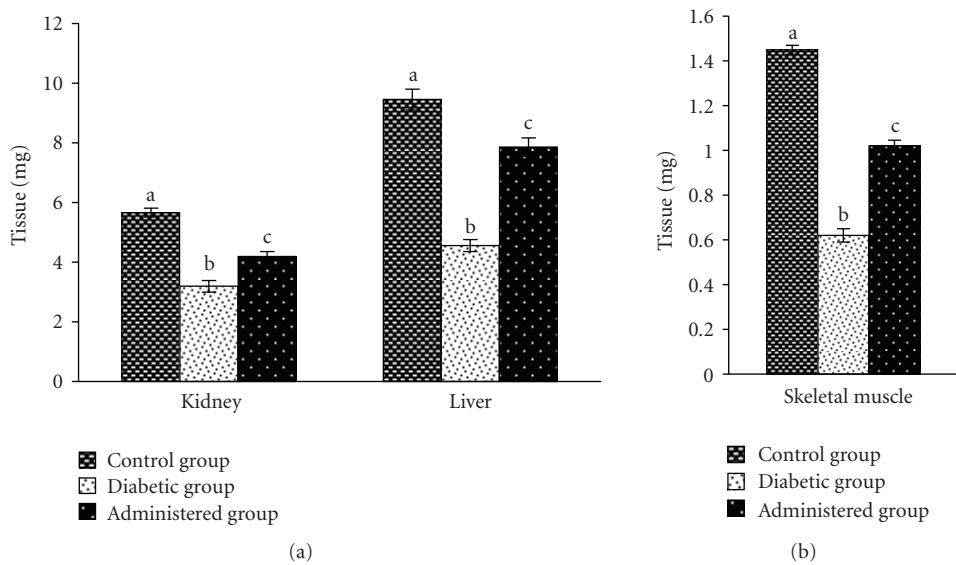 12
10
8
6
4
2
0
Tissue (mg)
a
b
c
a
b
c
Kidney
Liver
Control group
Diabetic group
Administered group
(a)
1.6
1.4
1.2
1
0.8
0.6
0.4
0.2
0
Tissue (mg)
a
b
c
Skeletal muscle
Control group
Diabetic group
Administered group
(b)